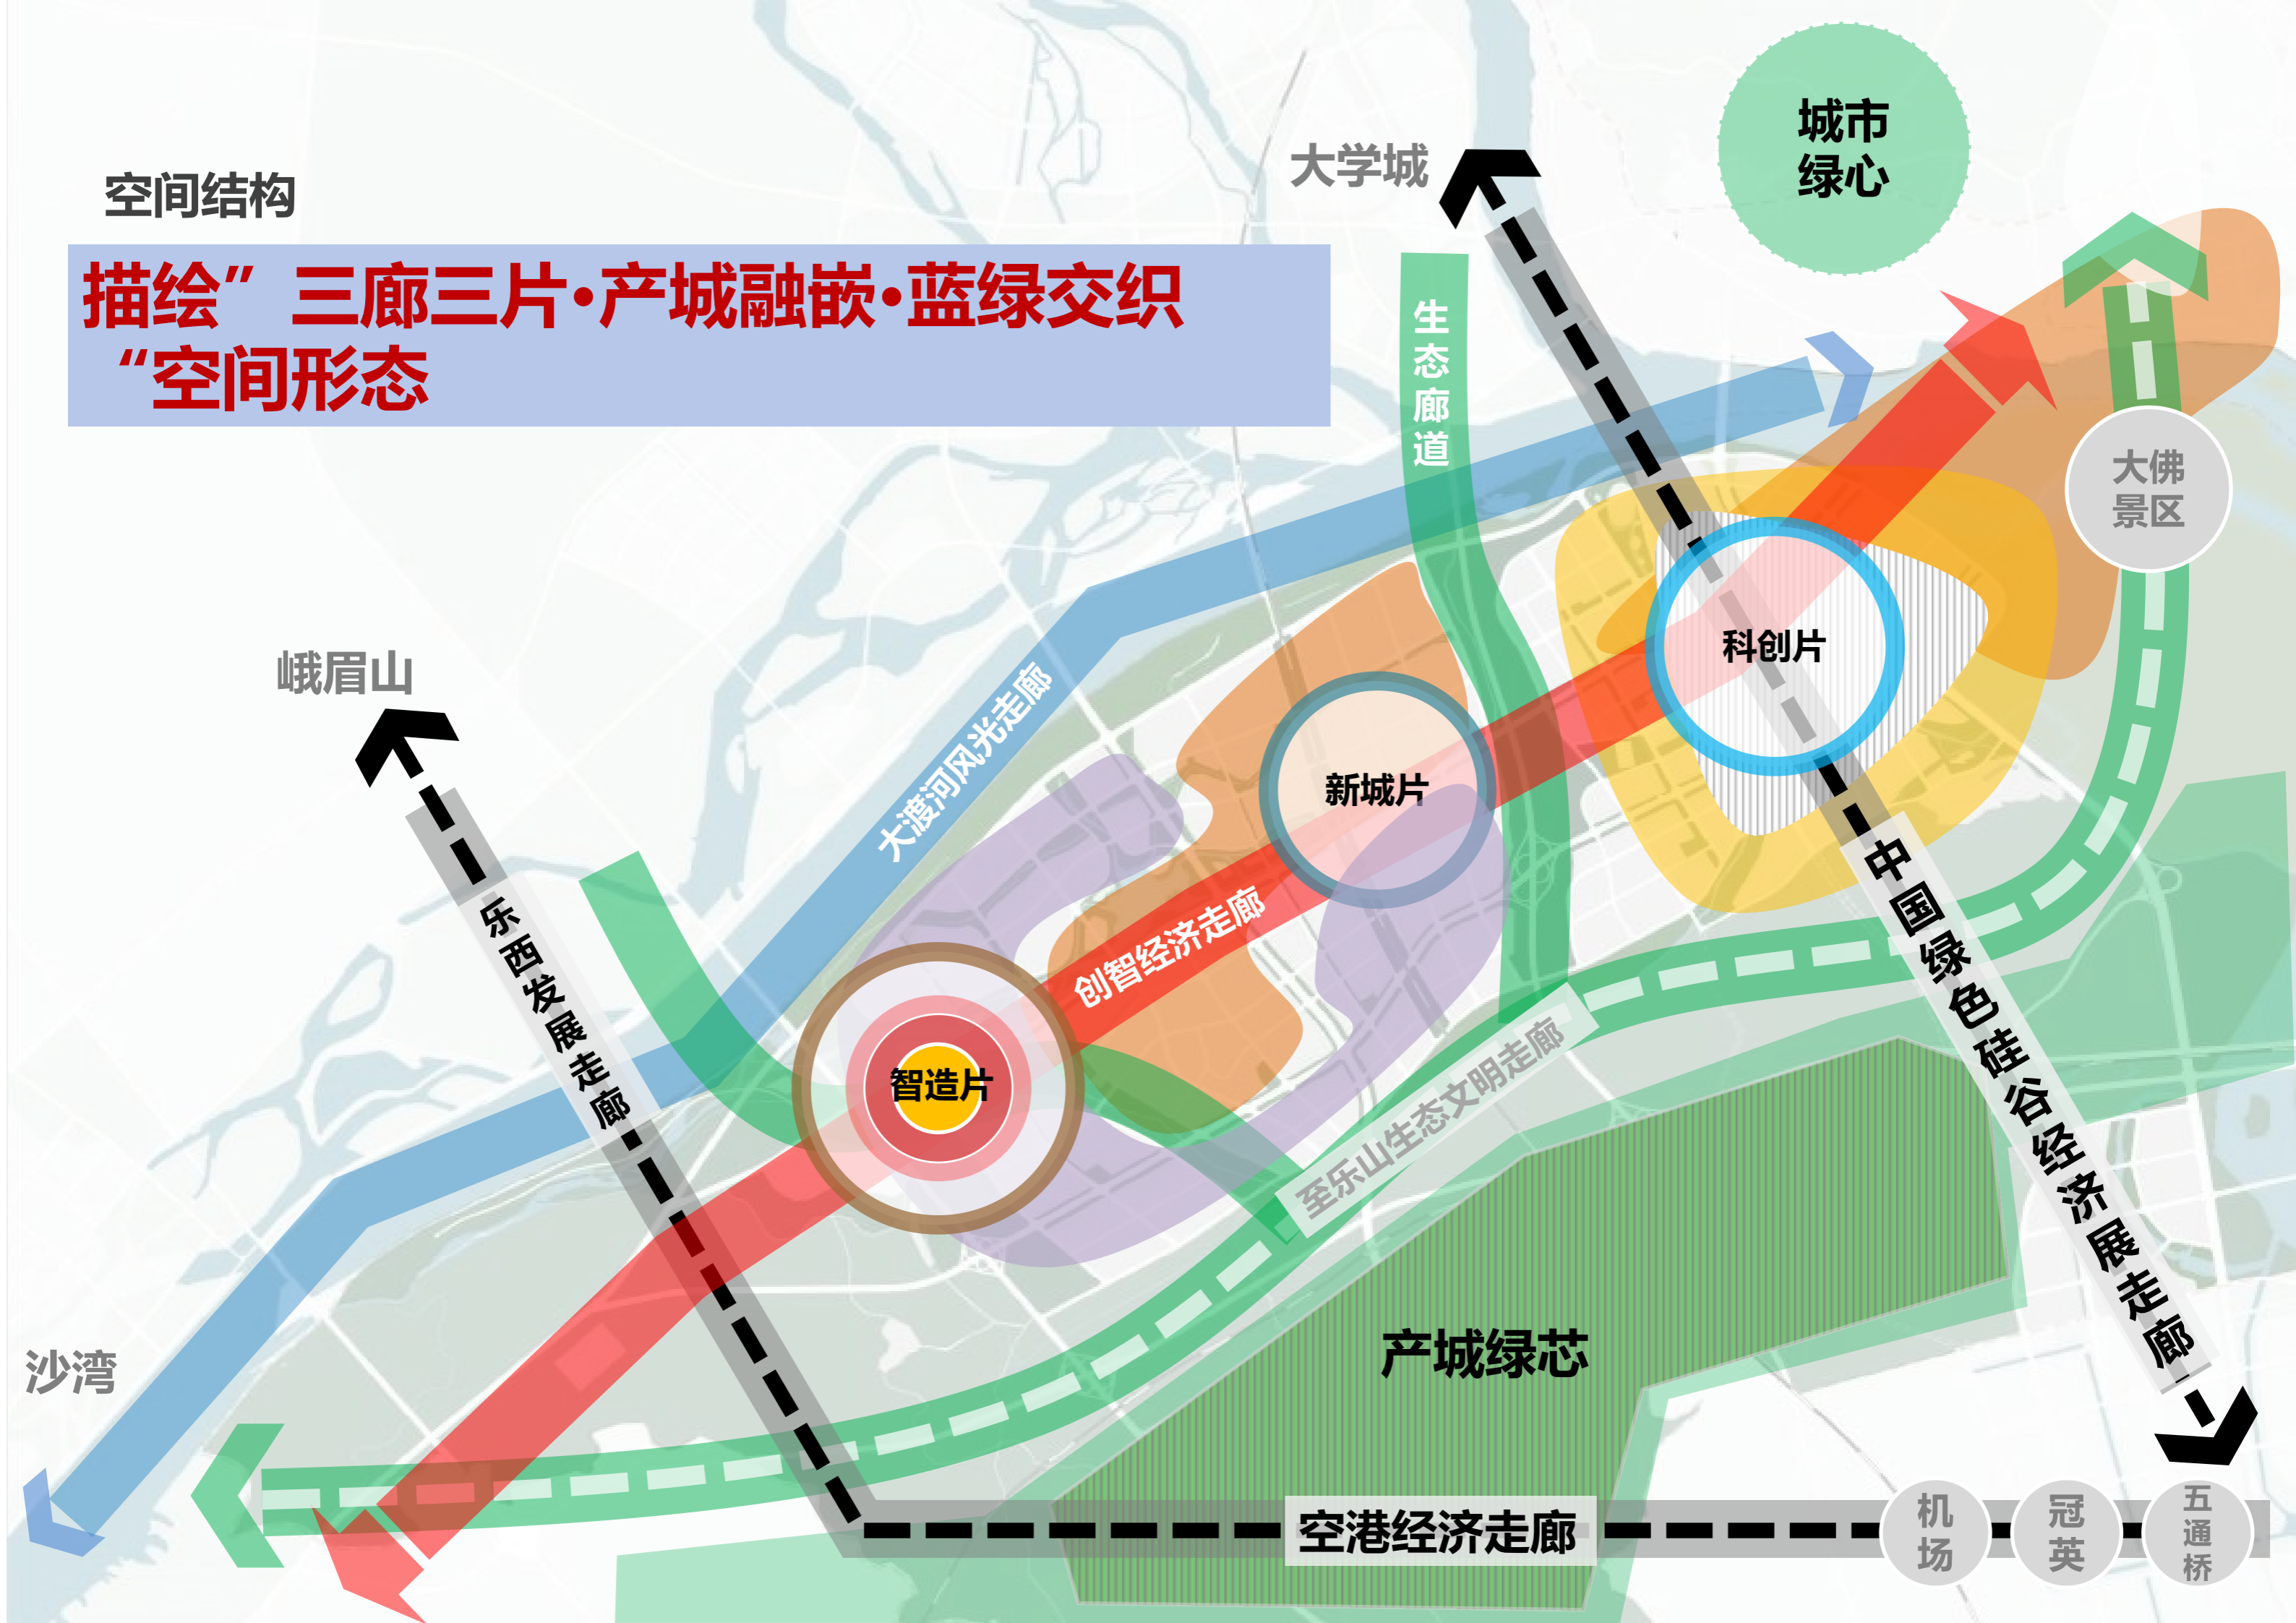 空间结构
描绘”三廊三片·产城融嵌·蓝绿交织
“空间形态
大学城
城市
绿心
生态廊道
大佛
景区
峨眉山
科创片
大渡河风光走廊
新城片
创智经济走廊
中国绿色硅谷经济展走廊
乐西发展走廊
智造片
至乐山生态文明走廊
产城绿芯
沙湾
空港经济走廊
机
场
冠
英
五
通
桥